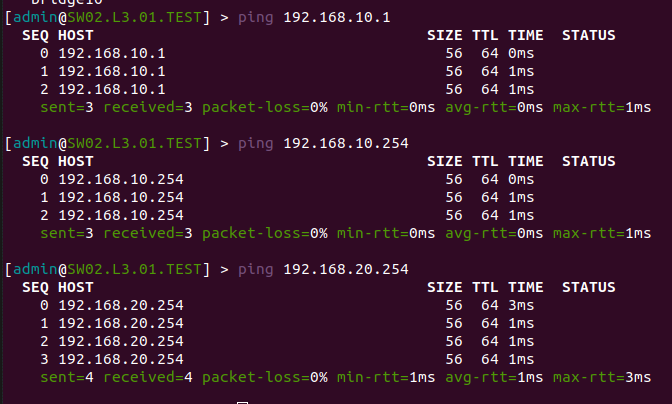 [admin@SW02.L3.01.TEST] > ping 192.168.10.1
SEQ HOST SIZE TTL TIME STATUS
0 192.168.10.1 56 64 0ms
1 192.168.10.1 56 64 1ms
2 192.168.10.1 56 64 1ms
sent=3 received=3 packet-loss=0% min-rtt=0ms avg-rtt=0ms max-rtt=1ms
[admin@SW02.L3.01.TEST] > ping 192.168.10.254
SEQ HOST SIZE TTL TIME STATUS
0 192.168.10.254 56 64 0ms
1 192.168.10.254 56 64 1ms
2 192.168.10.254 56 64 1ms
sent=3 received=3 packet-loss=0% min-rtt=0ms avg-rtt=0ms max-rtt=1ms
[admin@SW02.L3.01.TEST] > ping 192.168.20.254
SEQ HOST SIZE TTL TIME STATUS
0 192.168.20.254 56 64 3ms
1 192.168.20.254 56 64 1ms
2 192.168.20.254 56 64 1ms
3 192.168.20.254 56 64 1ms
sent=4 received=4 packet-loss=0% min-rtt=1ms avg-rtt=1ms max-rtt=3ms